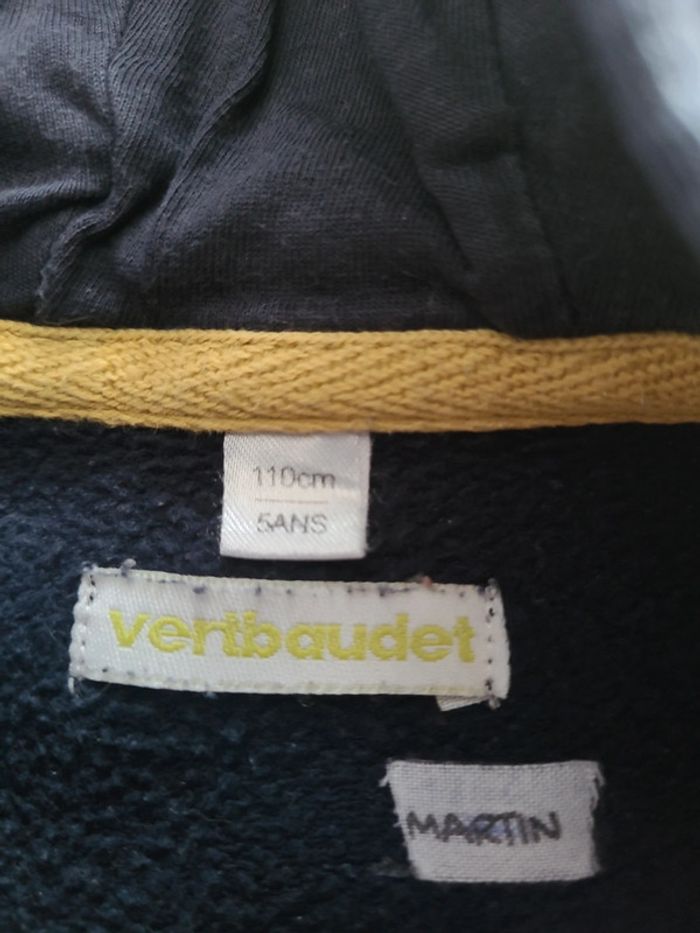 110cm
5ANS
vertbaudet
MARTIN